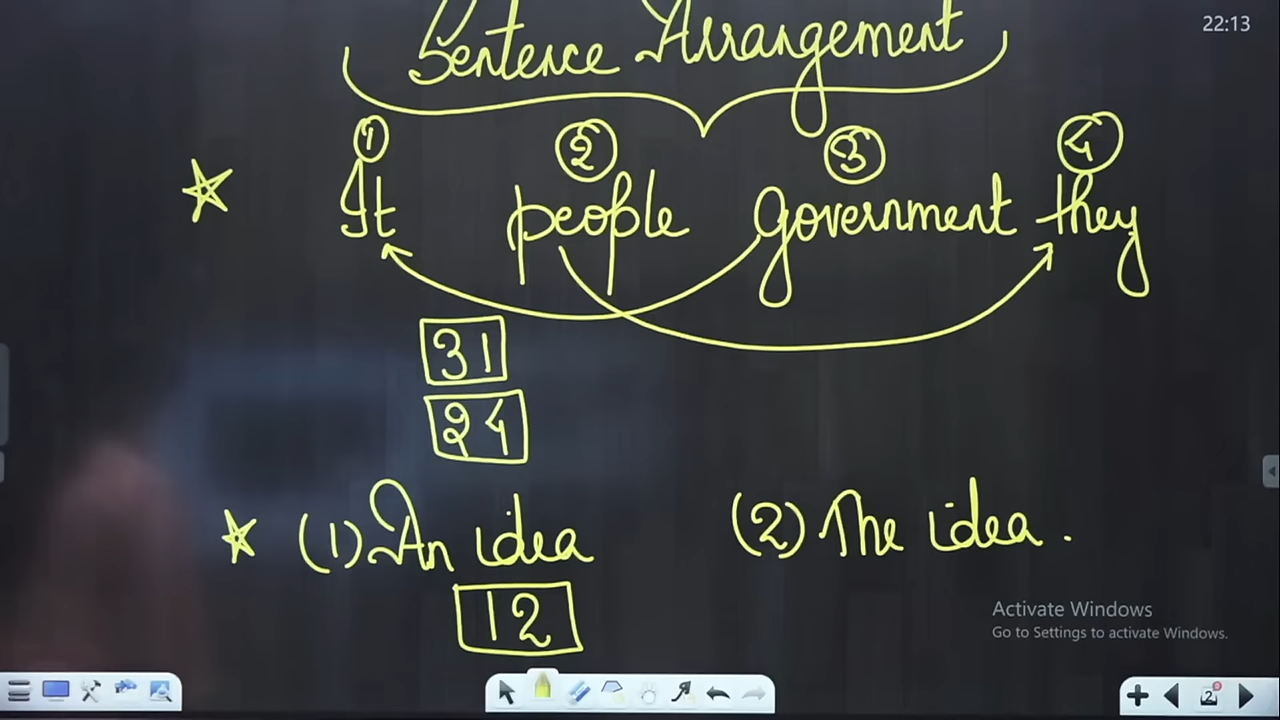 22:13
Sentence Arrangement
1 2 3 4
It people government they
31
24
(1) An idea (2) The idea.
12
Activate Windows
Go to Settings to activate Windows.
2